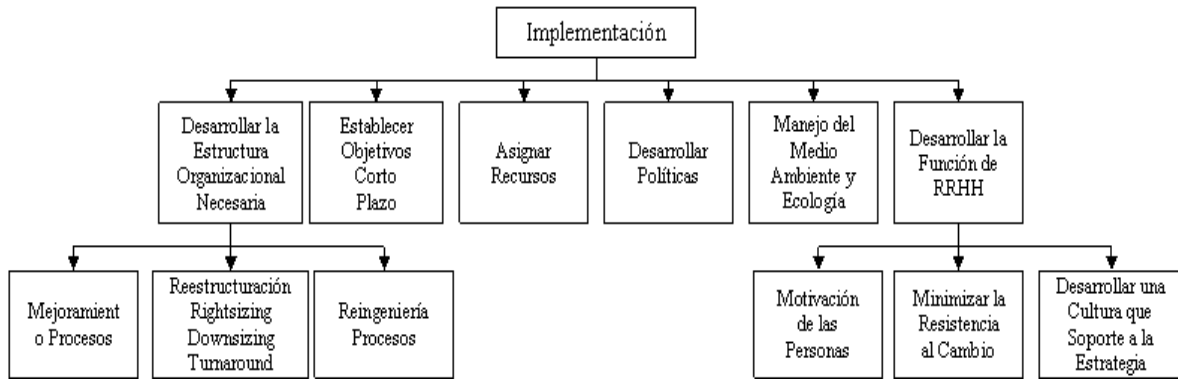 Implementación
Desarrollar la
Estructura
Organizacional
Necesaria
Establecer
Objetivos
Corto
Plazo
Asignar
Recursos
Desarrollar
Políticas
Manejo del
Medio
Ambiente y
Ecología
Desarrollar la
Función de
RRHH
Mejoramient
o Procesos
Reestructuración
Rightsizing
Downsizing
Turnaround
Reingeniería
Procesos
Motivación
de las
Personas
Minimizar la
Resistencia
al Cambio
Desarrollar una
Cultura que
Soporte a la
Estrategia